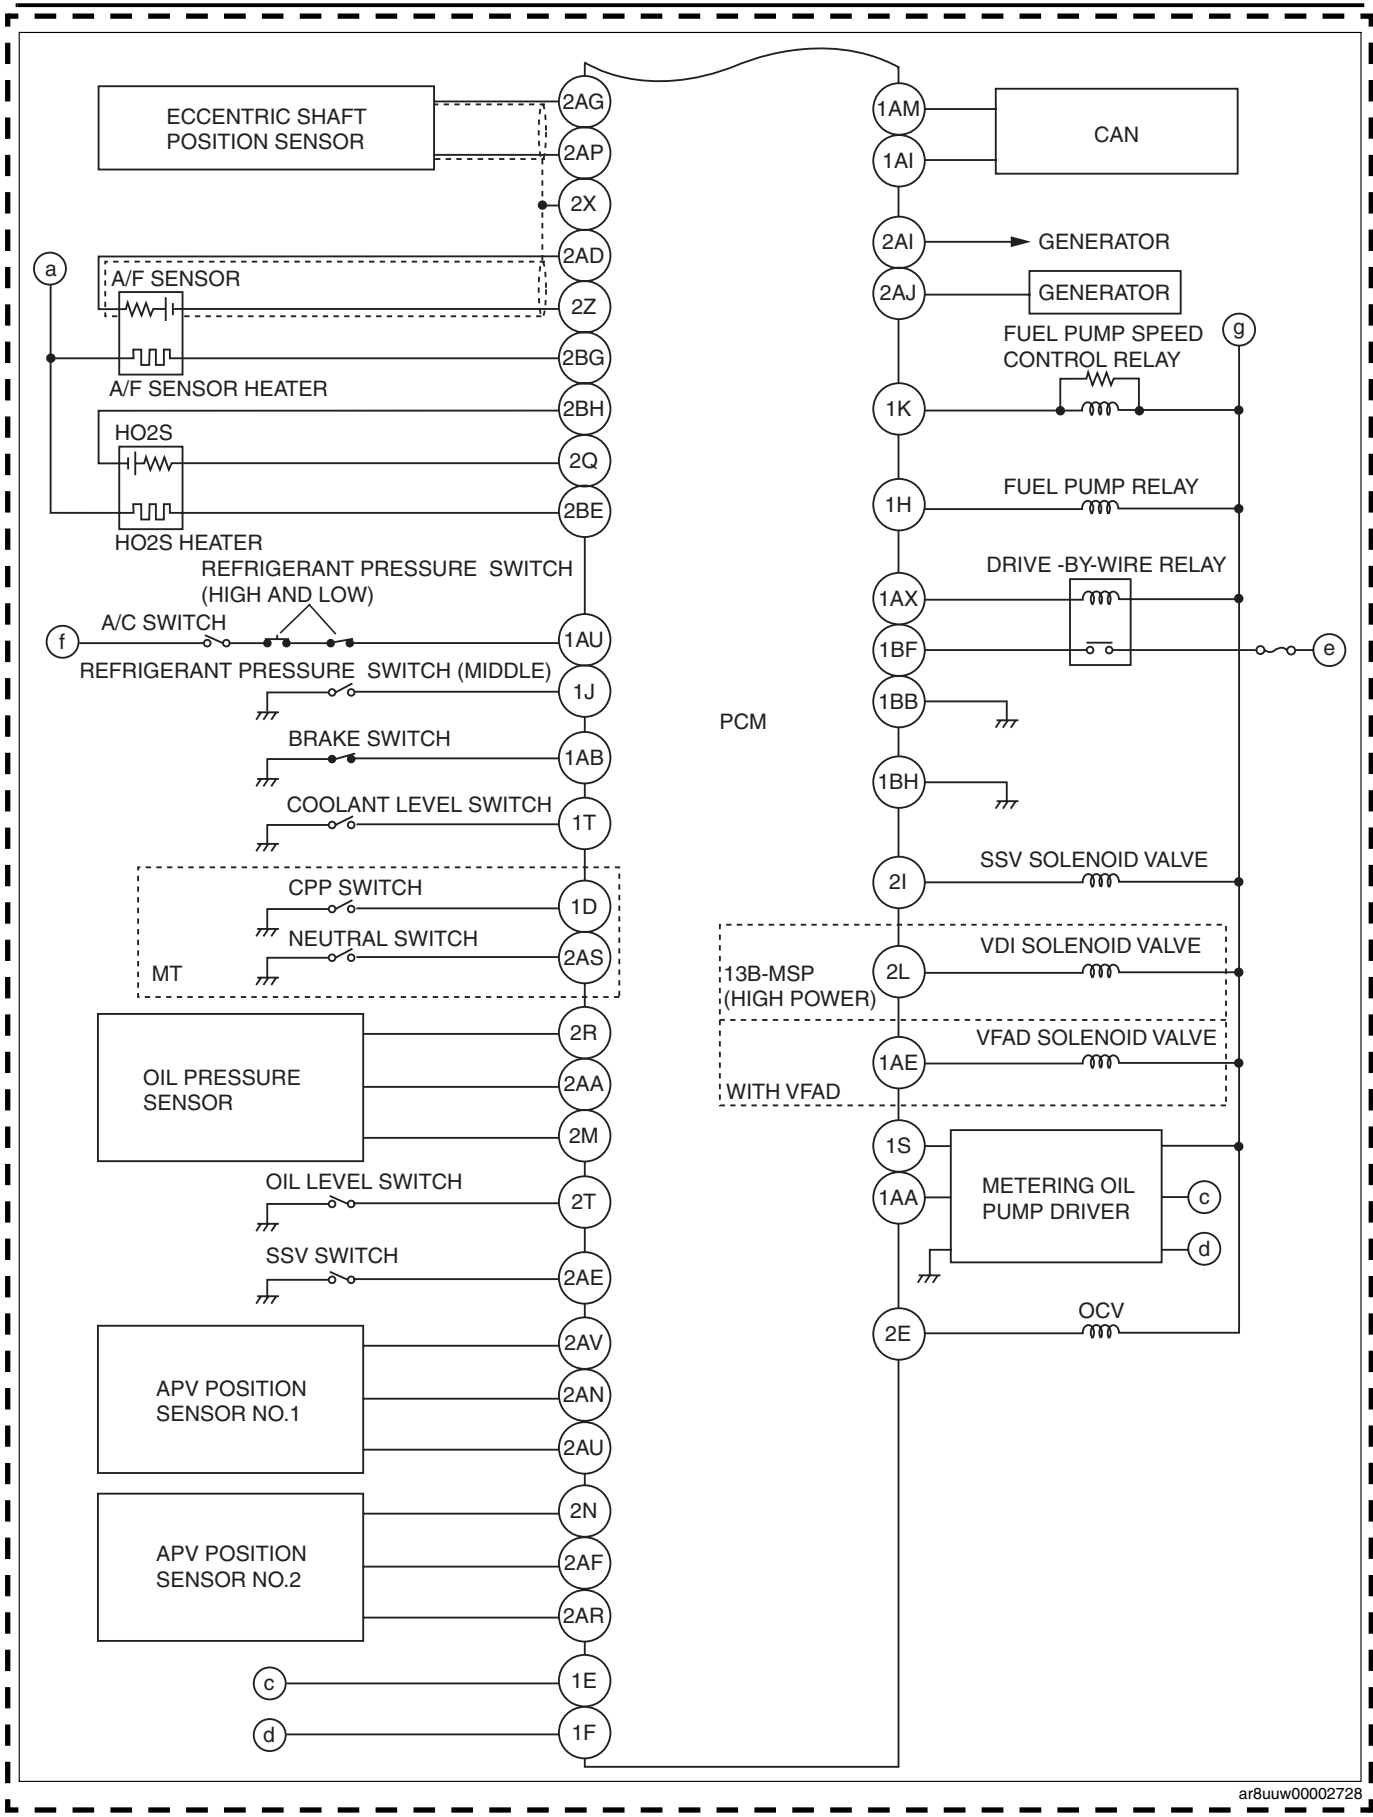 ECCENTRIC SHAFT
POSITION SENSOR
2AG
2AP
2X
2AD
2Z
a
A/F SENSOR
2BG
A/F SENSOR HEATER
2BH
HO2S
2Q
2BE
HO2S HEATER
REFRIGERANT PRESSURE SWITCH
(HIGH AND LOW)
A/C SWITCH
f
1AU
REFRIGERANT PRESSURE SWITCH (MIDDLE)
1J
BRAKE SWITCH
1AB
COOLANT LEVEL SWITCH
1T
CPP SWITCH
1D
NEUTRAL SWITCH
2AS
MT
2R
OIL PRESSURE
SENSOR
2AA
2M
OIL LEVEL SWITCH
2T
SSV SWITCH
2AE
2AV
APV POSITION
SENSOR NO.1
2AN
2AU
2N
APV POSITION
SENSOR NO.2
2AF
2AR
c
1E
d
1F
PCM
1AM
CAN
1AI
2AI
GENERATOR
2AJ
GENERATOR
FUEL PUMP SPEED
CONTROL RELAY
g
1K
FUEL PUMP RELAY
1H
DRIVE -BY-WIRE RELAY
1AX
1BF
e
1BB
1BH
SSV SOLENOID VALVE
2I
VDI SOLENOID VALVE
13B-MSP
(HIGH POWER)
2L
VFAD SOLENOID VALVE
1AE
WITH VFAD
1S
METERING OIL
PUMP DRIVER
1AA
c
d
OCV
2E
ar8uuw00002728